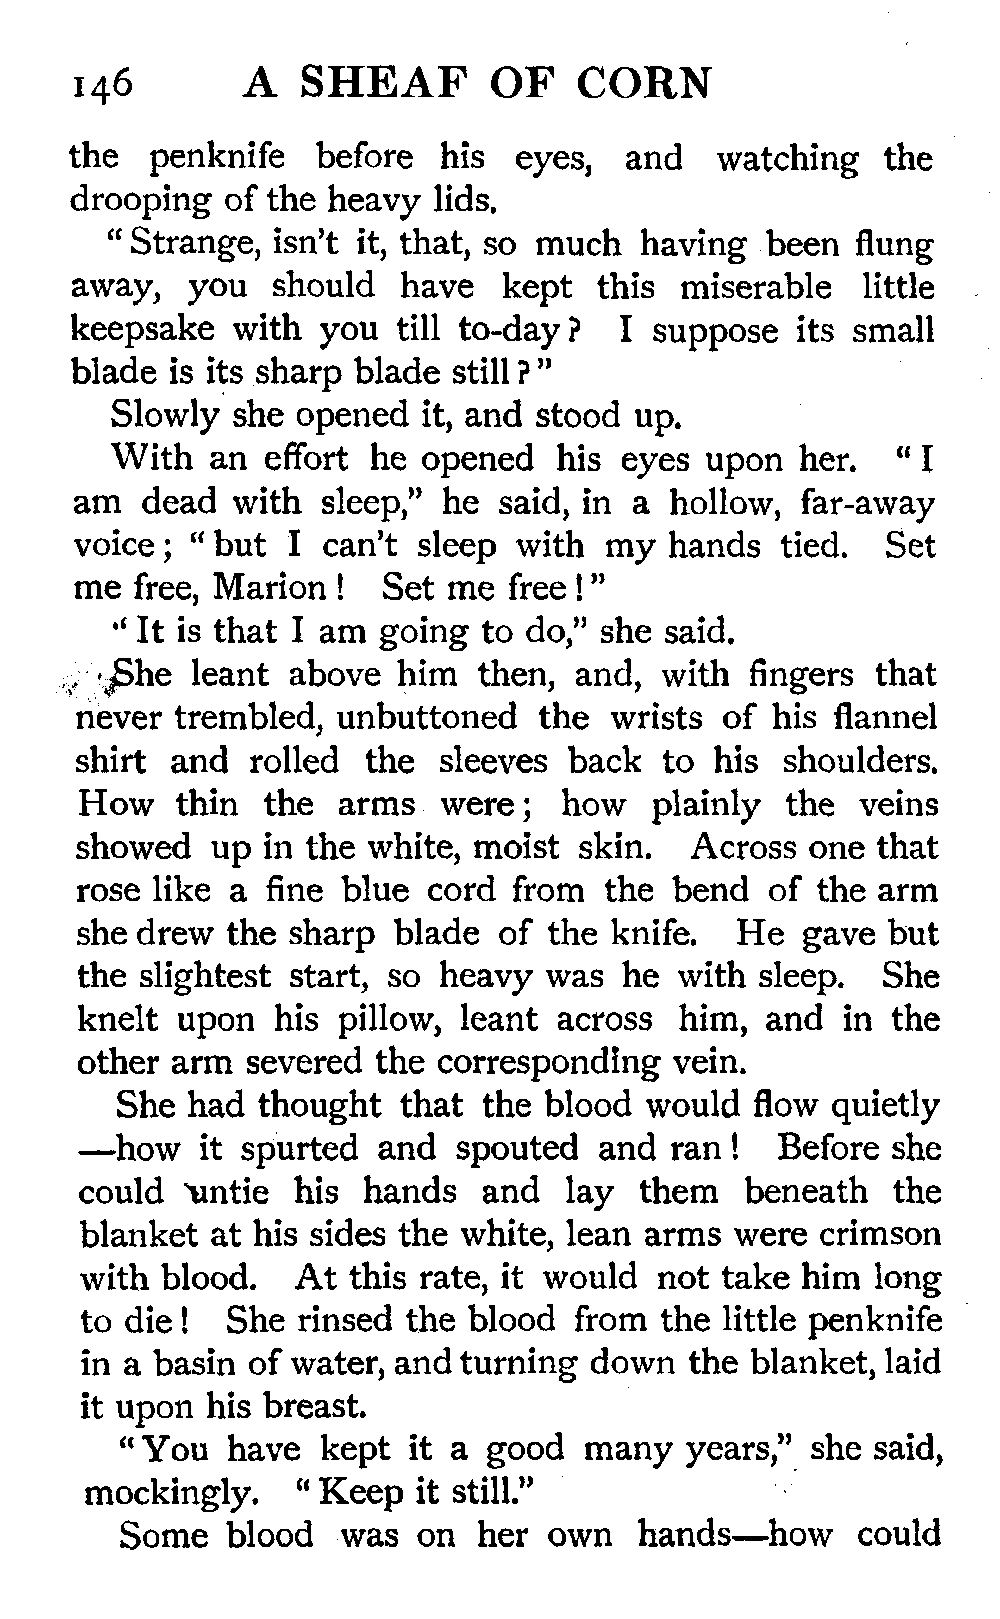 146 A SHEAF OF CORN
the penknife before his eyes, and watching the
drooping of the heavy lids.
“Strange, isn't it, that, so much having been flung
away, you should have kept this miserable little
keepsake with you till to-day? I suppose its small
blade is its sharp blade still?”
Slowly she opened it, and stood up.
With an effort he opened his eyes upon her. “I
am dead with sleep,” he said, in a hollow, far-away
voice; “but I can't sleep with my hands tied. Set
me free, Marion! Set me free!”
“It is that I am going to do,” she said.
She leant above him then, and, with fingers that
never trembled, unbuttoned the wrists of his flannel
shirt and rolled the sleeves back to his shoulders.
How thin the arms were; how plainly the veins
showed up in the white, moist skin. Across one that
rose like a fine blue cord from the bend of the arm
she drew the sharp blade of the knife. He gave but
the slightest start, so heavy was he with sleep. She
knelt upon his pillow, leant across him, and in the
other arm severed the corresponding vein.
She had thought that the blood would flow quietly
—how it spurted and spouted and ran! Before she
could untie his hands and lay them beneath the
blanket at his sides the white, lean arms were crimson
with blood. At this rate, it would not take him long
to die! She rinsed the blood from the little penknife
in a basin of water, and turning down the blanket, laid
it upon his breast.
“You have kept it a good many years,” she said,
mockingly. “Keep it still.”
Some blood was on her own hands—how could